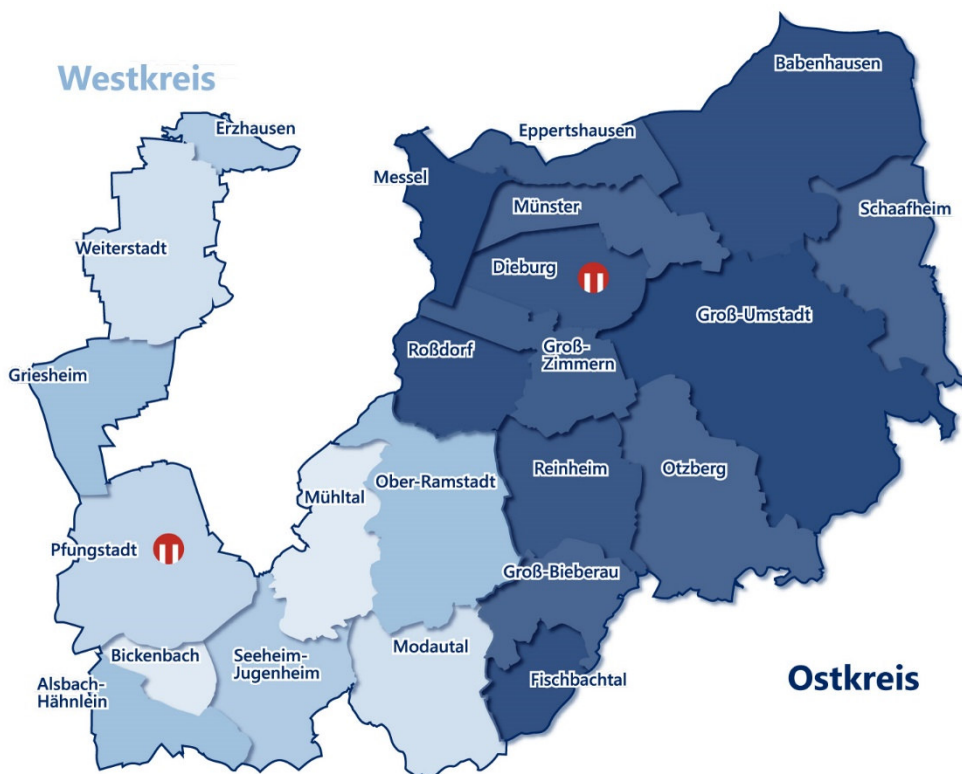 Westkreis
Babenhausen
Erzhausen
Eppertshausen
Messel
Münster
Schaafheim
Weiterstadt
Dieburg
Groß-Umstadt
Griesheim
Roßdorf
Groß-
Zimmern
Mühltal
Ober-Ramstadt
Reinheim
Otzberg
Pfungstadt
Groß-Bieberau
Bickenbach
Seeheim-
Jugenheim
Modautal
Alsbach-
Hähnlein
Fischbachtal
Ostkreis